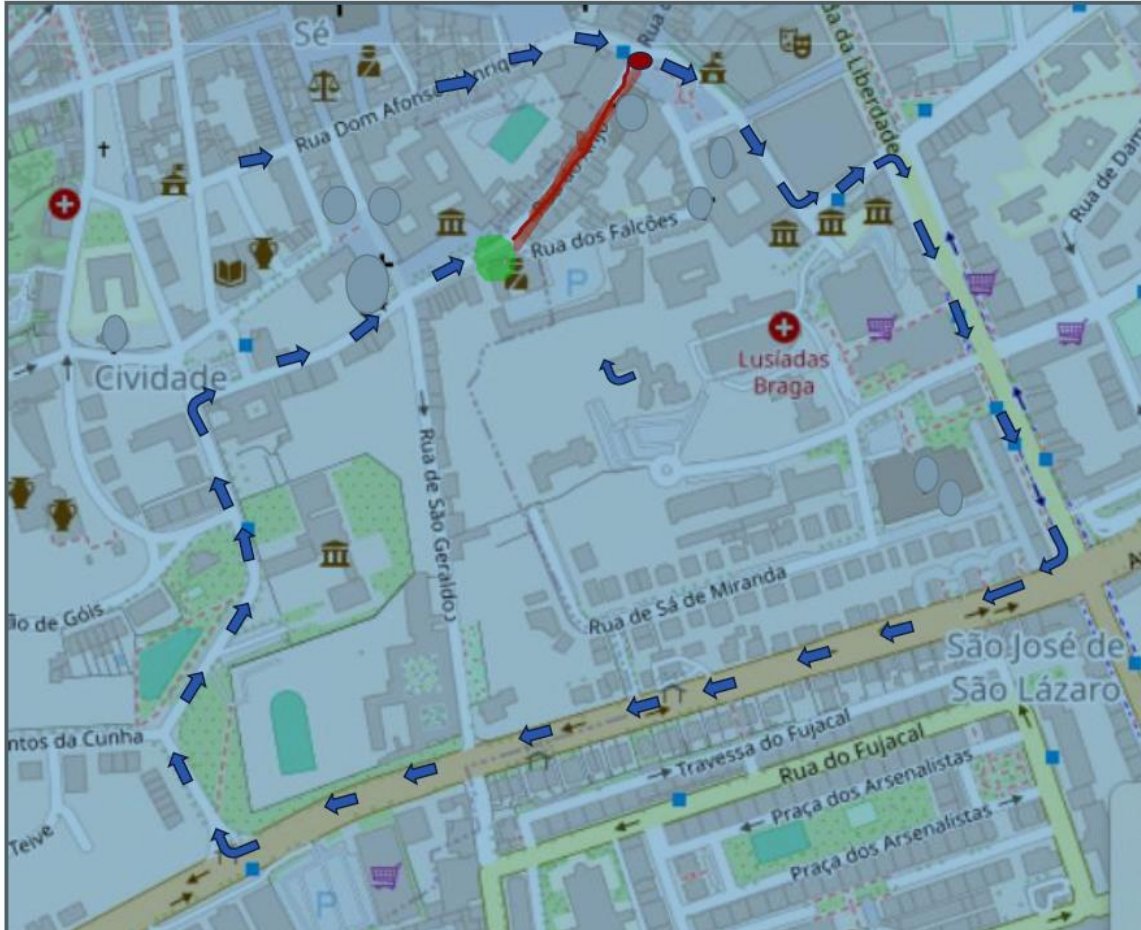 Sé
da da Liberdade
Rua Dom Afonso Henriq
Rua de Dam
Rua dos Falcões
P
Lusíadas
Braga
Cividade
Rua de São Geraldo
ão de Góis
Rua de Sá de Miranda
São José de
São Lázaro
ntos da Cunha
Travessa do Fujacal
Rua do Fujacal
Praça dos Arsenalistas
Praça dos Arsenalistas
Teive
P